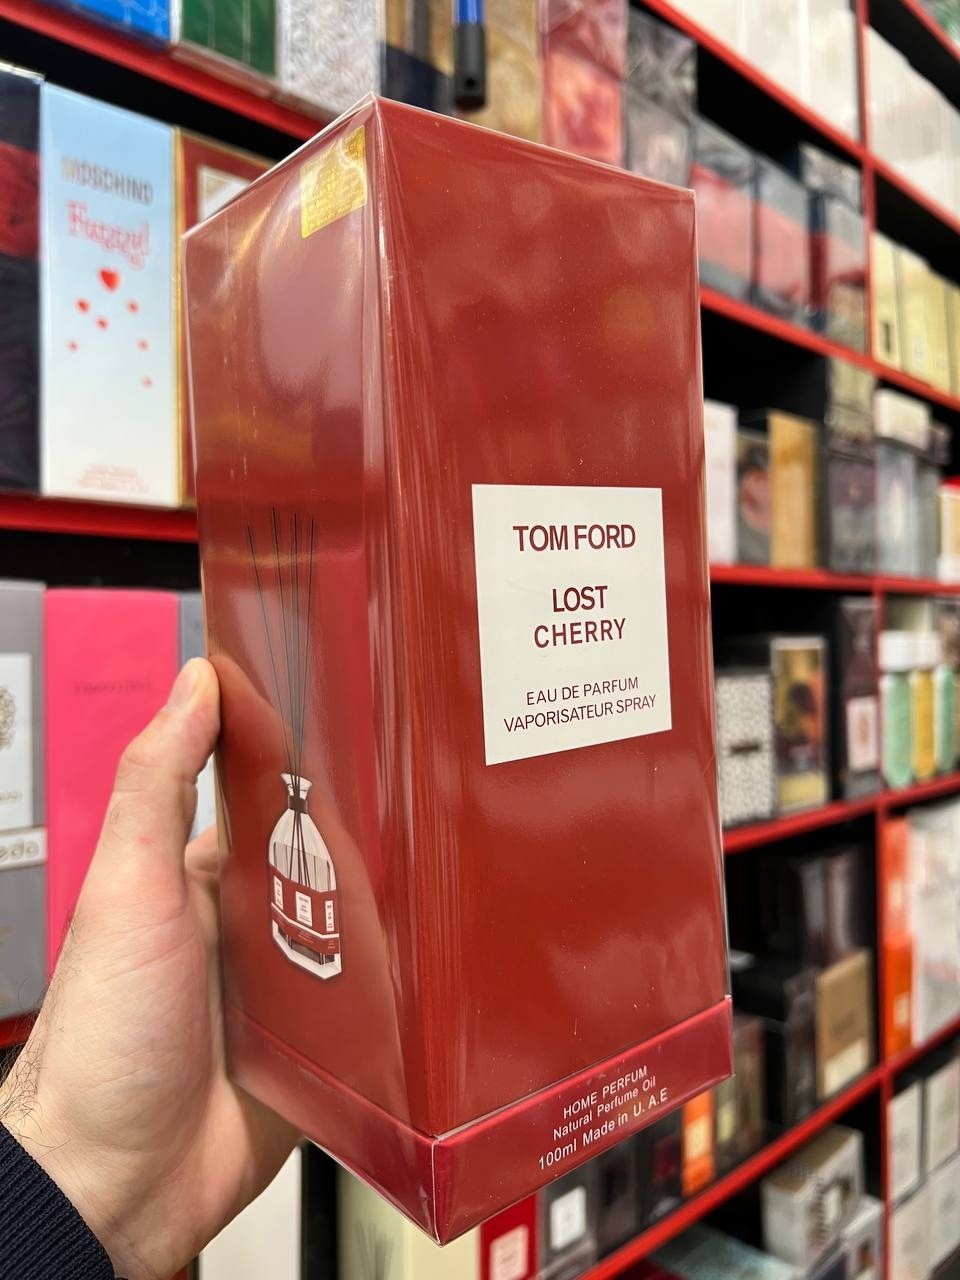 MOSCHINO
Funny!
TOM FORD
LOST
CHERRY
EAU DE PARFUM
VAPORISATEUR SPRAY
HOME PERFUM
Natural Perfume Oil
100ml Made in U.A.E